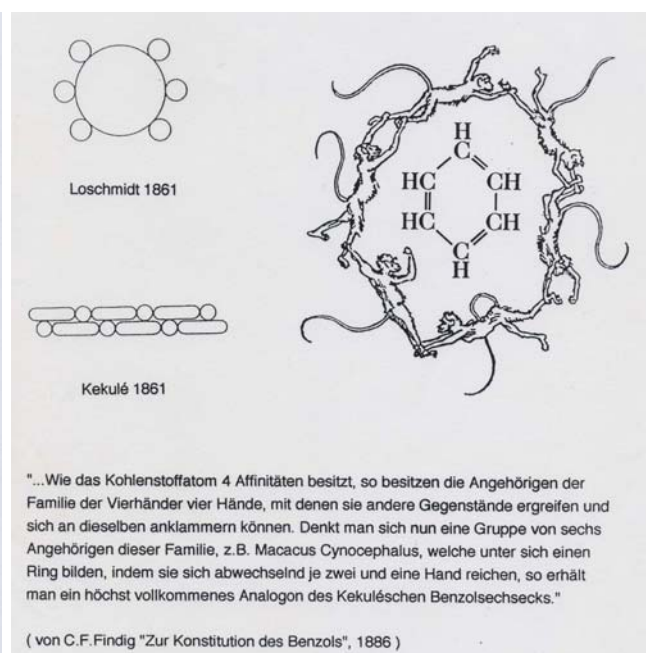 Loschmidt 1861
H
C
HC CH
HC CH
C
H
Kekulé 1861
"...Wie das Kohlenstoffatom 4 Affinitäten besitzt, so besitzen die Angehörigen der
Familie der Vierhänder vier Hände, mit denen sie andere Gegenstände ergreifen und
sich an dieselben anklammern können. Denkt man sich nun eine Gruppe von sechs
Angehörigen dieser Familie, z.B. Macacus Cynocephalus, welche unter sich einen
Ring bilden, indem sie sich abwechselnd je zwei und eine Hand reichen, so erhält
man ein höchst vollkommenes Analogon des Kekuléschen Benzolsechsecks."
( von C.F.Findig "Zur Konstitution des Benzols", 1886 )